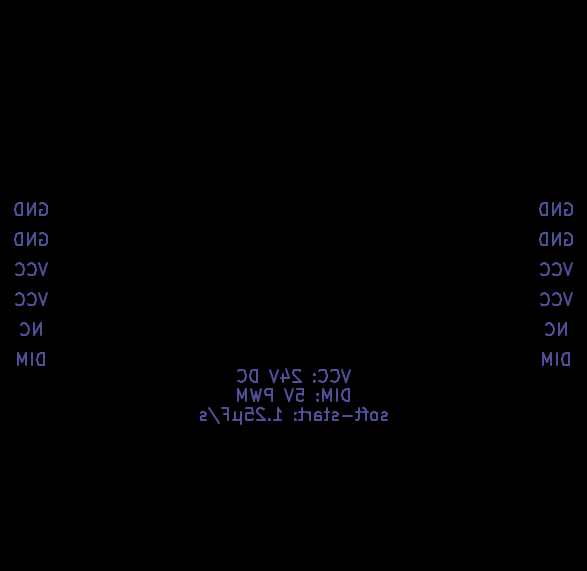 GND
GND
VCC
VCC
NC
DIM
GND
GND
VCC
VCC
NC
DIM
VCC: 24V DC
DIM: 5V PWM
soft-start: 1.25µF/s